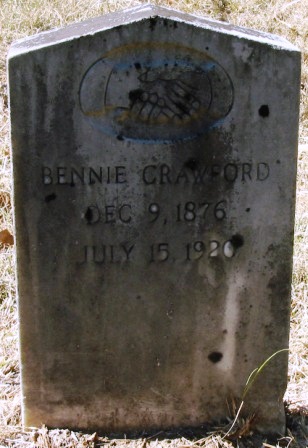 BENNIE CRAWFORD
DEC 9, 1876
JULY 15, 1920